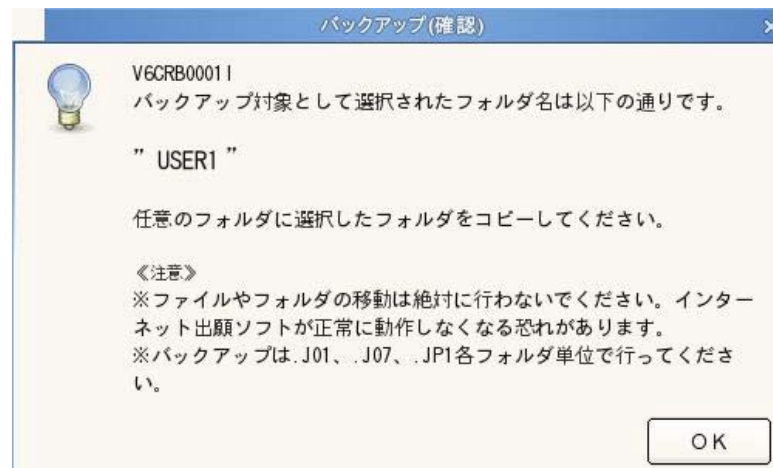 バックアップ(確認)
V6CRB0001I
バックアップ対象として選択されたフォルダ名は以下の通りです。
” USER1 ”
任意のフォルダに選択したフォルダをコピーしてください。
≪注意≫
※ファイルやフォルダの移動は絶対に行わないでください。インター
ネット出願ソフトが正常に動作しなくなる恐れがあります。
※バックアップは.J01、.J07、.JP1各フォルダ単位で行ってくださ
い。
OK